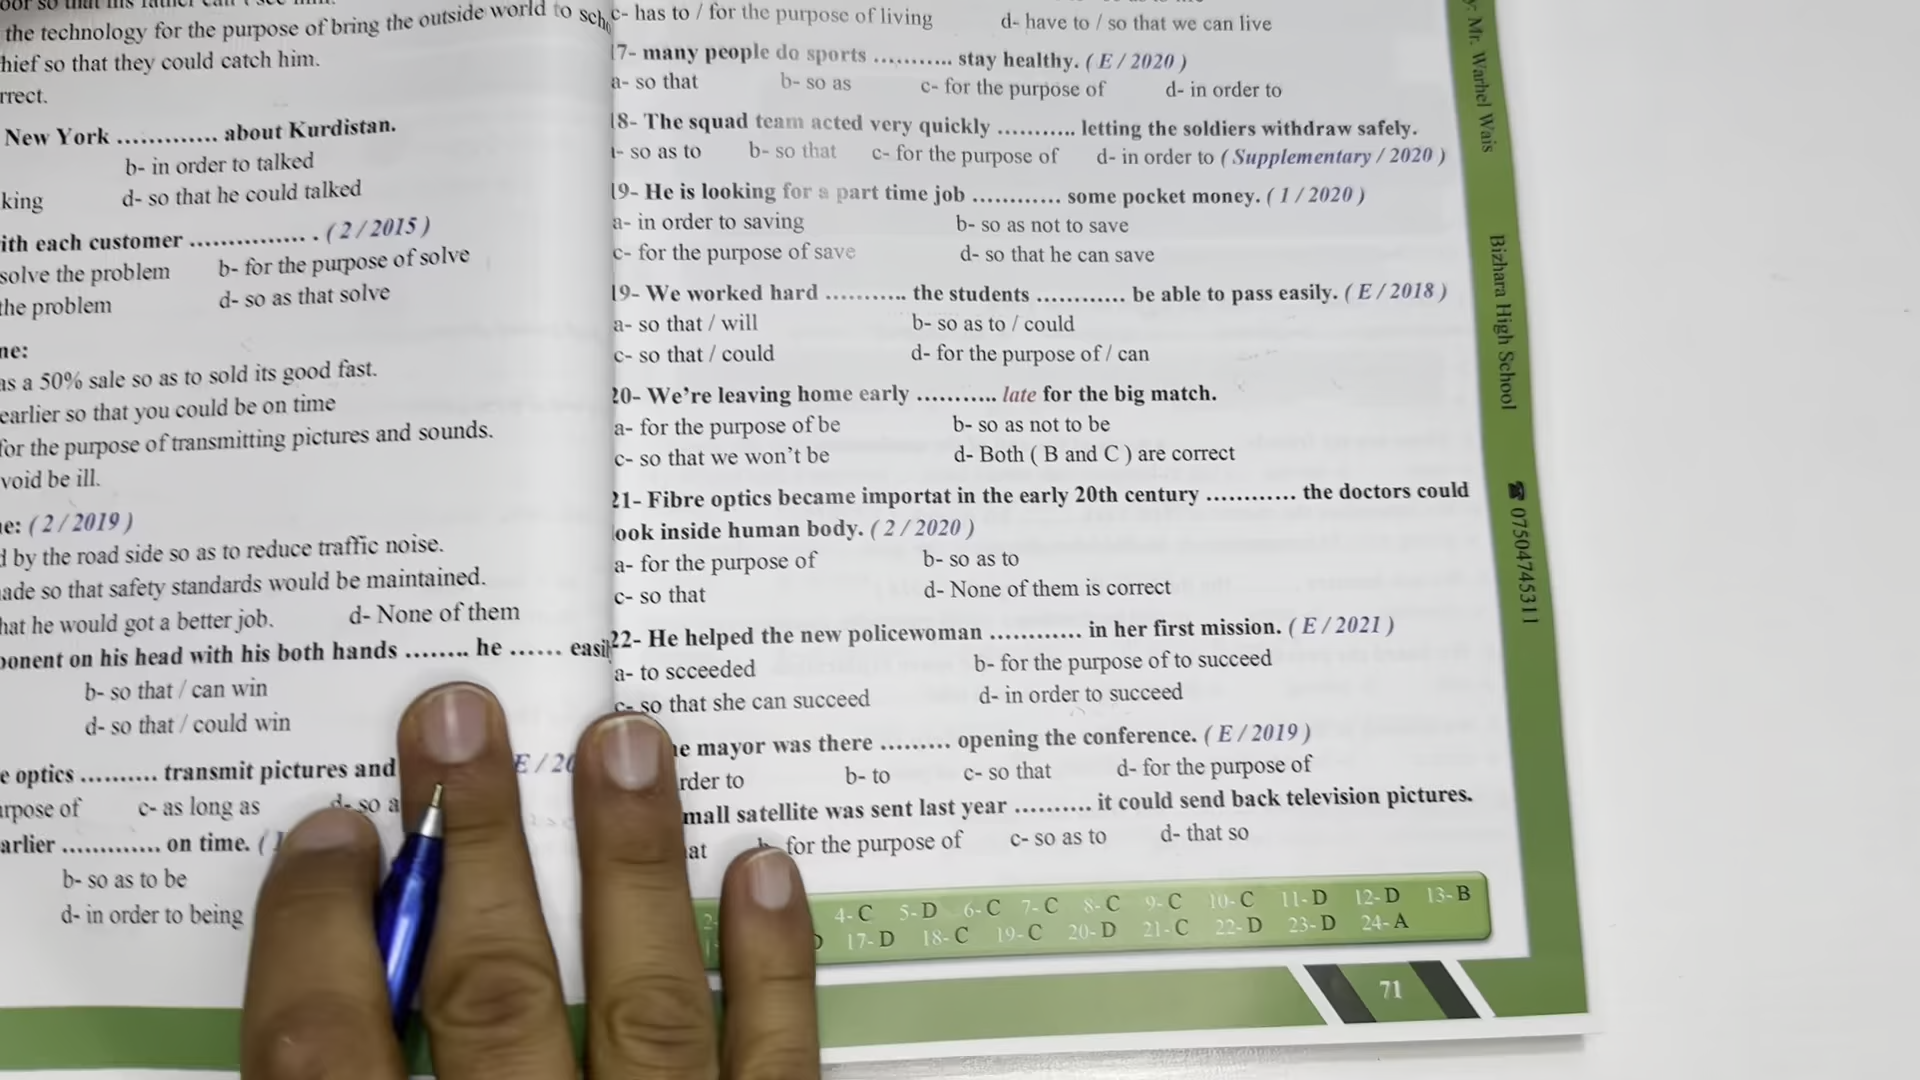 the technology for the purpose of bring the outside world to
hief so that they could catch him.
rrect.
New York ............. about Kurdistan.
b- in order to talked
king d- so that he could talked
ith each customer ............... . ( 2 / 2015 )
solve the problem b- for the purpose of solve
the problem d- so as that solve
ne:
as a 50% sale so as to sold its good fast.
earlier so that you could be on time
for the purpose of transmitting pictures and sounds.
void be ill.
e: ( 2 / 2019 )
d by the road side so as to reduce traffic noise.
ade so that safety standards would be maintained.
hat he would got a better job. d- None of them
ponent on his head with his both hands ........ he ...... easi
b- so that / can win
d- so that / could win
e optics .......... transmit pictures and E / 20
rpose of c- as long as d- so a
arlier ............. on time. (
b- so as to be
d- in order to being
c- has to / for the purpose of living d- have to / so that we can live
17- many people do sports ........... stay healthy. ( E / 2020 )
a- so that b- so as c- for the purpose of d- in order to
18- The squad team acted very quickly ........... letting the soldiers withdraw safely.
- so as to b- so that c- for the purpose of d- in order to ( Supplementary / 2020 )
19- He is looking for a part time job ............ some pocket money. ( 1 / 2020 )
a- in order to saving b- so as not to save
c- for the purpose of save d- so that he can save
19- We worked hard ........... the students ............ be able to pass easily. ( E / 2018 )
a- so that / will b- so as to / could
c- so that / could d- for the purpose of / can
20- We're leaving home early ........... late for the big match.
a- for the purpose of be b- so as not to be
c- so that we won't be d- Both ( B and C ) are correct
21- Fibre optics became importat in the early 20th century ............ the doctors could
ook inside human body. ( 2 / 2020 )
a- for the purpose of b- so as to
c- so that d- None of them is correct
22- He helped the new policewoman ............ in her first mission. ( E / 2021 )
a- to scceeded b- for the purpose of to succeed
c- so that she can succeed d- in order to succeed
e mayor was there ......... opening the conference. ( E / 2019 )
rder to b- to c- so that d- for the purpose of
mall satellite was sent last year .......... it could send back television pictures.
at for the purpose of c- so as to d- that so
4- C 5- D 6- C 7- C 8- C 9- C 10- C 11- D 12- D 13- B
17- D 18- C 19- C 20- D 21- C 22- D 23- D 24- A
71
Mr. Warhel Wais
Bizhara High School
☎ 07504745311